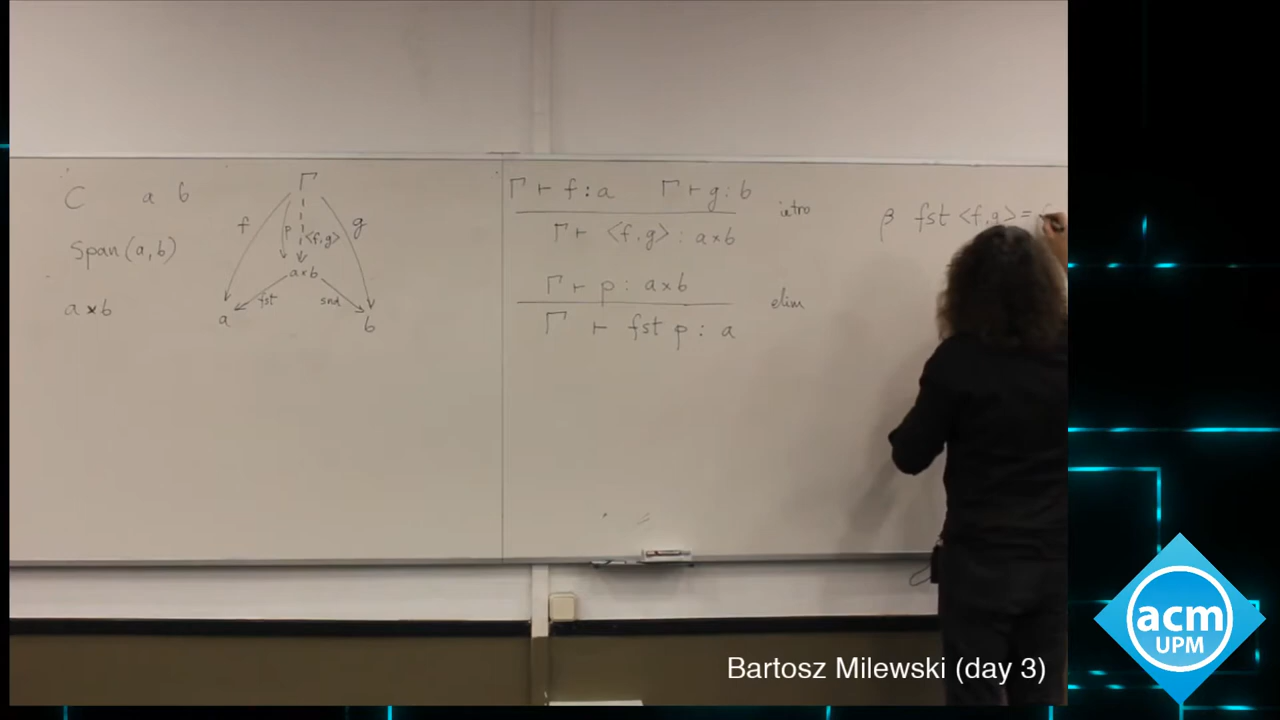 C a b
Span(a,b)
a×b
Γ
f p <f,g> g
a×b
fst snd
a b
Γ ⊢ f : a Γ ⊢ g : b
intro
Γ ⊢ <f,g> : a×b
Γ ⊢ p : a×b
elim
Γ ⊢ fst p : a
β fst <f,g> =
Bartosz Milewski (day 3)
acm
UPM